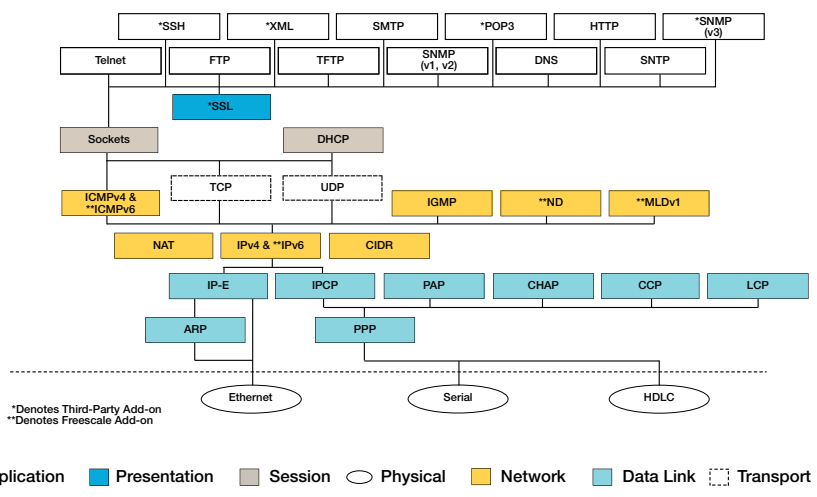 *SSH
*XML
SMTP
*POP3
HTTP
*SNMP
(v3)
Telnet
FTP
TFTP
SNMP
(v1, v2)
DNS
SNTP
*SSL
Sockets
DHCP
ICMPv4 &
**ICMPv6
TCP
UDP
IGMP
**ND
**MLDv1
NAT
IPv4 & **IPv6
CIDR
IP-E
IPCP
PAP
CHAP
CCP
LCP
ARP
PPP
Ethernet
Serial
HDLC
*Denotes Third-Party Add-on
**Denotes Freescale Add-on
plication Presentation Session Physical Network Data Link Transport